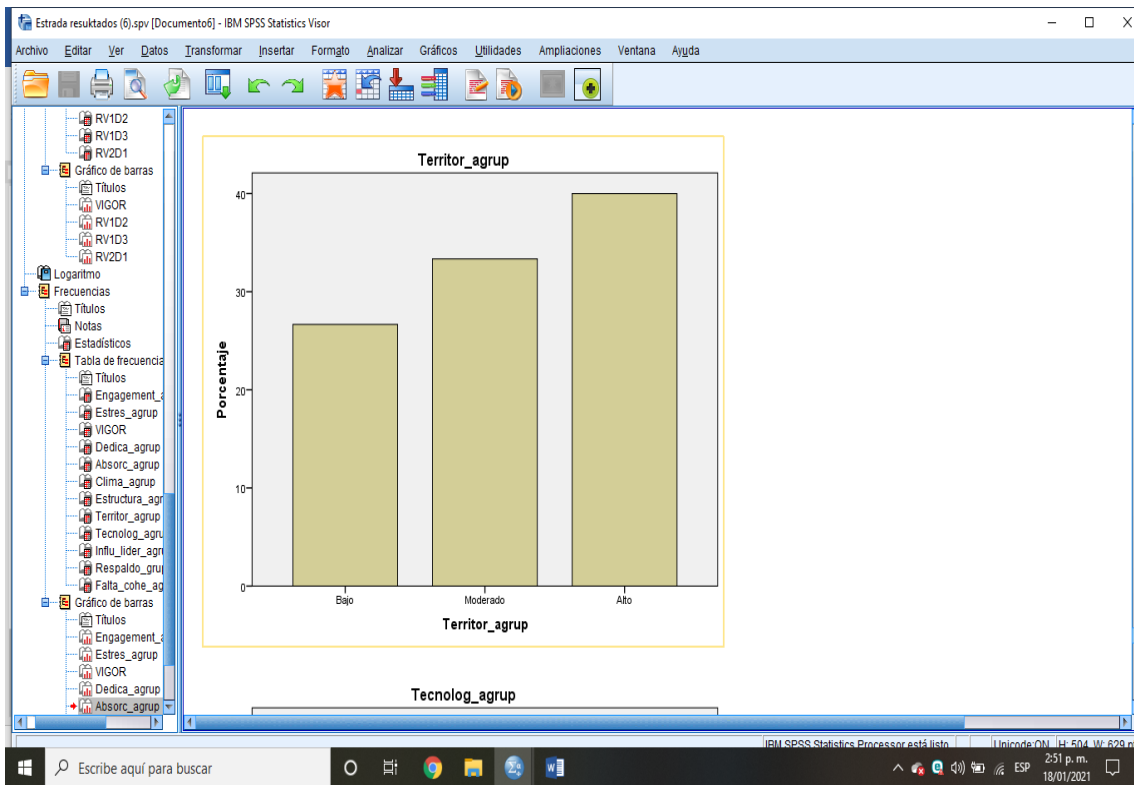 Estrada resuktados (6).spv [Documento6] - IBM SPSS Statistics Visor
Archivo Editar Ver Datos Transformar Insertar Formato Analizar Gráficos Utilidades Ampliaciones Ventana Ayuda
RV1D2
RV1D3
RV2D1
Gráfico de barras
Títulos
VIGOR
RV1D2
RV1D3
RV2D1
Logaritmo
Frecuencias
Títulos
Notas
Estadísticos
Tabla de frecuencia
Títulos
Engagement_a
Estres_agrup
VIGOR
Dedica_agrup
Absorc_agrup
Clima_agrup
Estructura_agr
Territor_agrup
Tecnolog_agru
Influ_lider_agru
Respaldo_grup
Falta_cohe_ag
Gráfico de barras
Títulos
Engagement_a
Estres_agrup
VIGOR
Dedica_agrup
Absorc_agrup
Territor_agrup
40
30
20
10
0
Porcentaje
Bajo Moderado Alto
Territor_agrup
Tecnolog_agrup
IBM SPSS Statistics Processor está listo Unicode:ON H: 504, W: 629 p
Escribe aquí para buscar
ESP
2:51 p. m.
18/01/2021